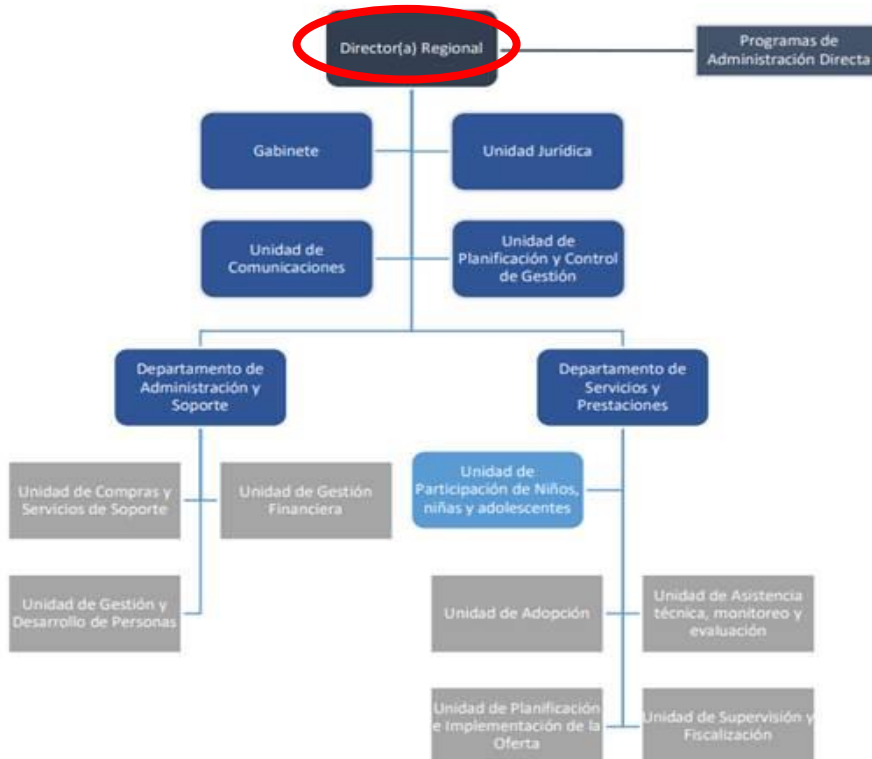 Director(a) Regional
Programas de
Administración Directa
Gabinete
Unidad Jurídica
Unidad de
Comunicaciones
Unidad de
Planificación y Control
de Gestión
Departamento de
Administración y
Soporte
Departamento de
Servicios y
Prestaciones
Unidad de Compras y
Servicios de Soporte
Unidad de Gestión
Financiera
Unidad de
Participación de Niños,
niñas y adolescentes
Unidad de Gestión y
Desarrollo de Personas
Unidad de Adopción
Unidad de Asistencia
técnica, monitoreo y
evaluación
Unidad de Planificación
e Implementación de la
Oferta
Unidad de Supervisión y
Fiscalización